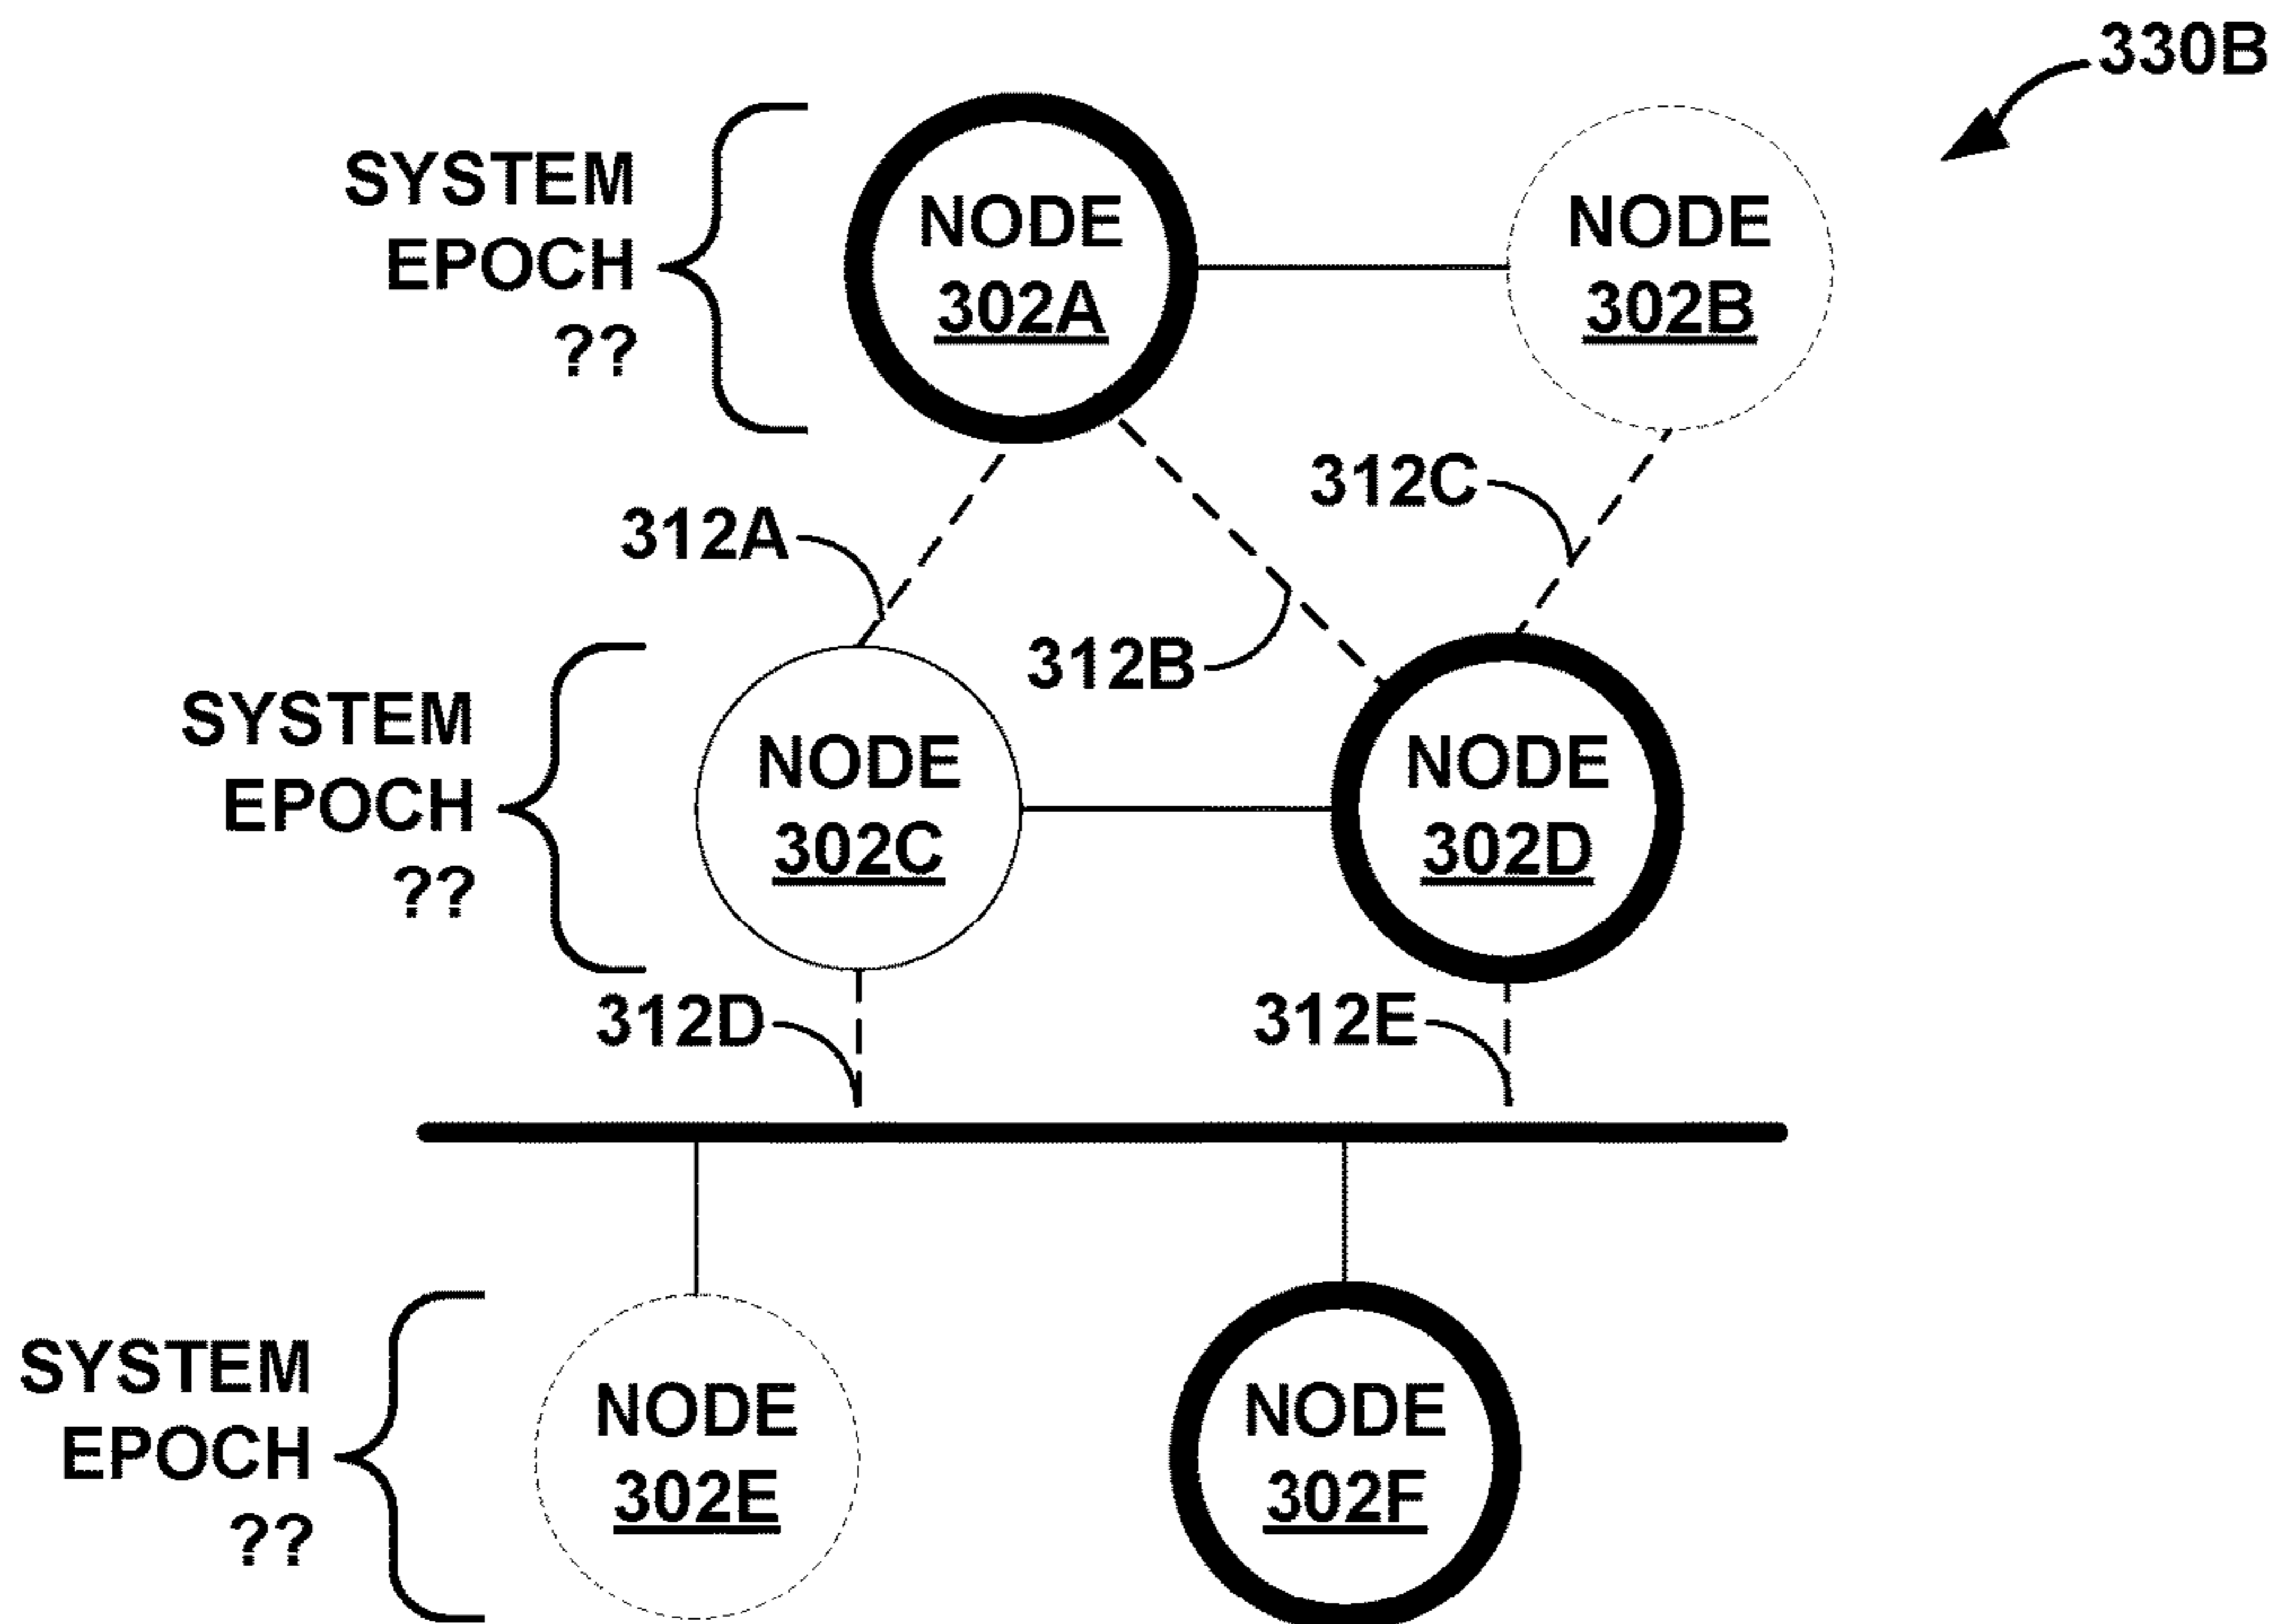 330B
SYSTEM
EPOCH
??
NODE
302A
NODE
302B
312A
312B
312C
SYSTEM
EPOCH
??
NODE
302C
NODE
302D
312D
312E
SYSTEM
EPOCH
??
NODE
302E
NODE
302F